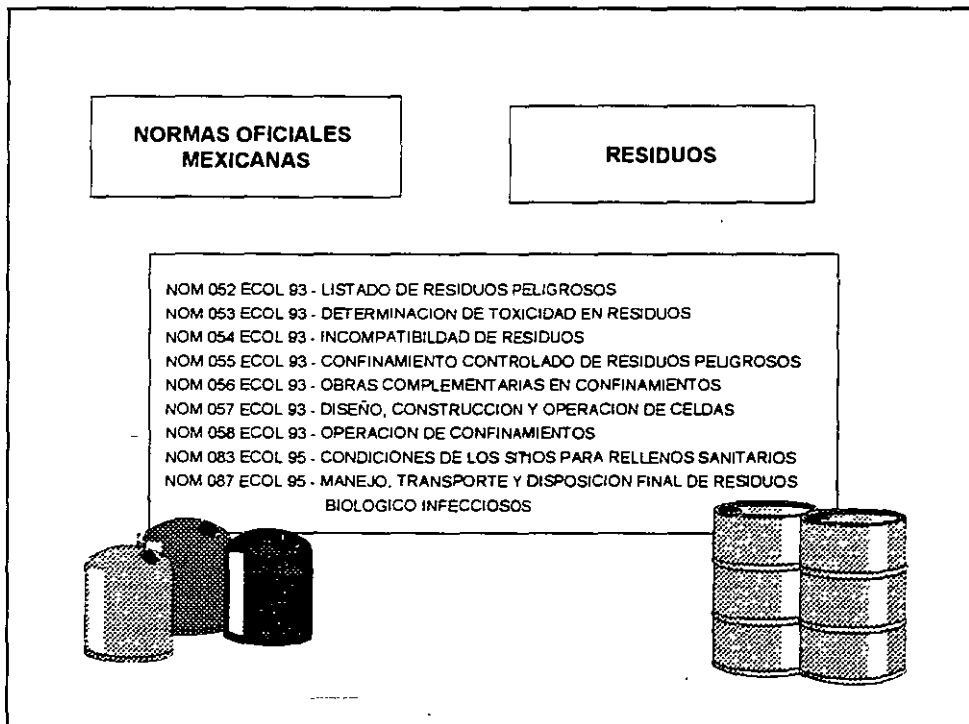 NORMAS OFICIALES
MEXICANAS
RESIDUOS
NOM 052 ECOL 93 - LISTADO DE RESIDUOS PELIGROSOS
NOM 053 ECOL 93 - DETERMINACION DE TOXICIDAD EN RESIDUOS
NOM 054 ECOL 93 - INCOMPATIBILDAD DE RESIDUOS
NOM 055 ECOL 93 - CONFINAMIENTO CONTROLADO DE RESIDUOS PELIGROSOS
NOM 056 ECOL 93 - OBRAS COMPLEMENTARIAS EN CONFINAMIENTOS
NOM 057 ECOL 93 - DISEÑO, CONSTRUCCION Y OPERACION DE CELDAS
NOM 058 ECOL 93 - OPERACION DE CONFINAMIENTOS
NOM 083 ECOL 95 - CONDICIONES DE LOS SITIOS PARA RELLENOS SANITARIOS
NOM 087 ECOL 95 - MANEJO, TRANSPORTE Y DISPOSICION FINAL DE RESIDUOS
BIOLOGICO INFECCIOSOS